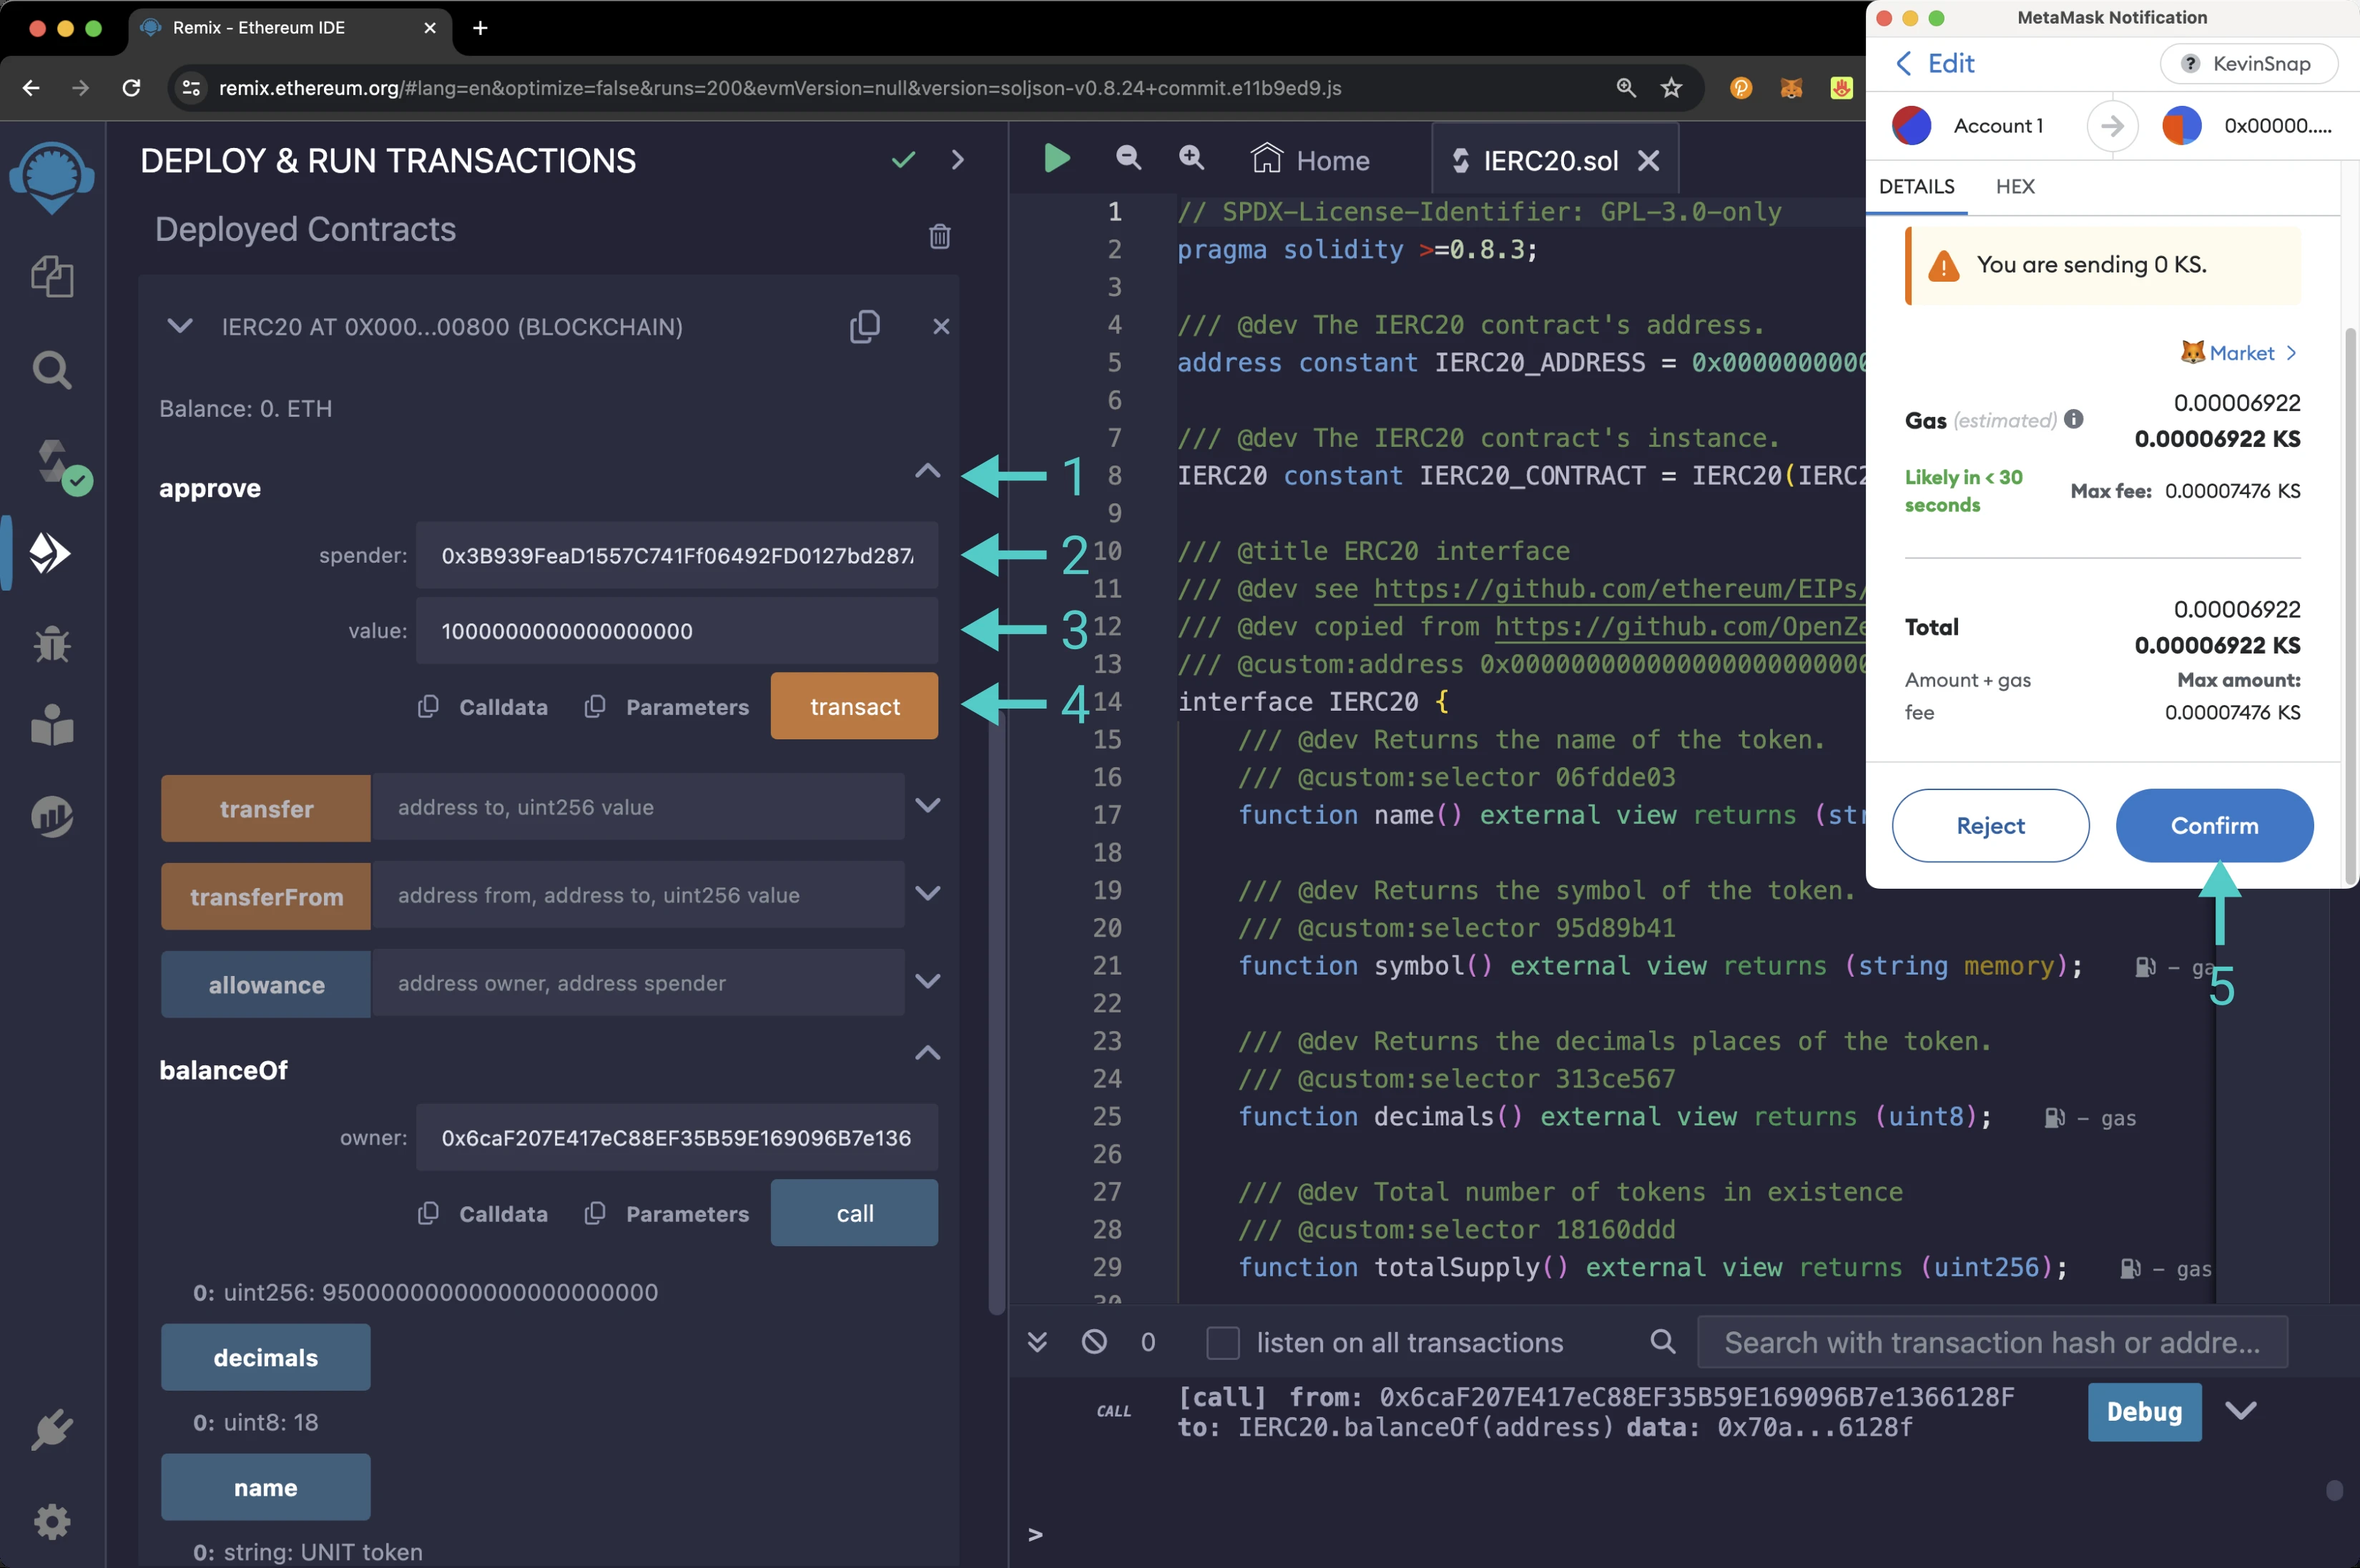 Remix - Ethereum IDE
remix.ethereum.org/#lang=en&optimize=false&runs=200&evmVersion=null&version=soljson-v0.8.24+commit.e11b9ed9.js
DEPLOY & RUN TRANSACTIONS
Deployed Contracts
IERC20 AT 0X000...00800 (BLOCKCHAIN)
Balance: 0. ETH
approve
1
spender: 0x3B939FeaD1557C741Ff06492FD0127bd287
2
value: 1000000000000000000
3
Calldata Parameters transact
4
transfer address to, uint256 value
transferFrom address from, address to, uint256 value
allowance address owner, address spender
balanceOf
owner: 0x6caF207E417eC88EF35B59E169096B7e136
Calldata Parameters call
0: uint256: 95000000000000000000000
decimals
0: uint8: 18
name
0: string: UNIT token
Home IERC20.sol
1 // SPDX-License-Identifier: GPL-3.0-only
2 pragma solidity >=0.8.3;
3
4 /// @dev The IERC20 contract's address.
5 address constant IERC20_ADDRESS = 0x0000000000
6
7 /// @dev The IERC20 contract's instance.
8 IERC20 constant IERC20_CONTRACT = IERC20(IERC2
9
10 /// @title ERC20 interface
11 /// @dev see https://github.com/ethereum/EIPs/
12 /// @dev copied from https://github.com/OpenZe
13 /// @custom:address 0x0000000000000000000000000
14 interface IERC20 {
15 /// @dev Returns the name of the token.
16 /// @custom:selector 06fdde03
17 function name() external view returns (str
18
19 /// @dev Returns the symbol of the token.
20 /// @custom:selector 95d89b41
21 function symbol() external view returns (string memory); - ga
22
23 /// @dev Returns the decimals places of the token.
24 /// @custom:selector 313ce567
25 function decimals() external view returns (uint8); - gas
26
27 /// @dev Total number of tokens in existence
28 /// @custom:selector 18160ddd
29 function totalSupply() external view returns (uint256); - gas
30
0 listen on all transactions Search with transaction hash or addre...
CALL [call] from: 0x6caF207E417eC88EF35B59E169096B7e1366128F
to: IERC20.balanceOf(address) data: 0x70a...6128f
Debug
>
MetaMask Notification
Edit ? KevinSnap
Account 1 0x00000.....
DETAILS HEX
You are sending 0 KS.
Market >
0.00006922
Gas (estimated) 0.00006922 KS
Likely in < 30
seconds
Max fee: 0.00007476 KS
0.00006922
Total 0.00006922 KS
Amount + gas
fee
Max amount:
0.00007476 KS
Reject Confirm
5